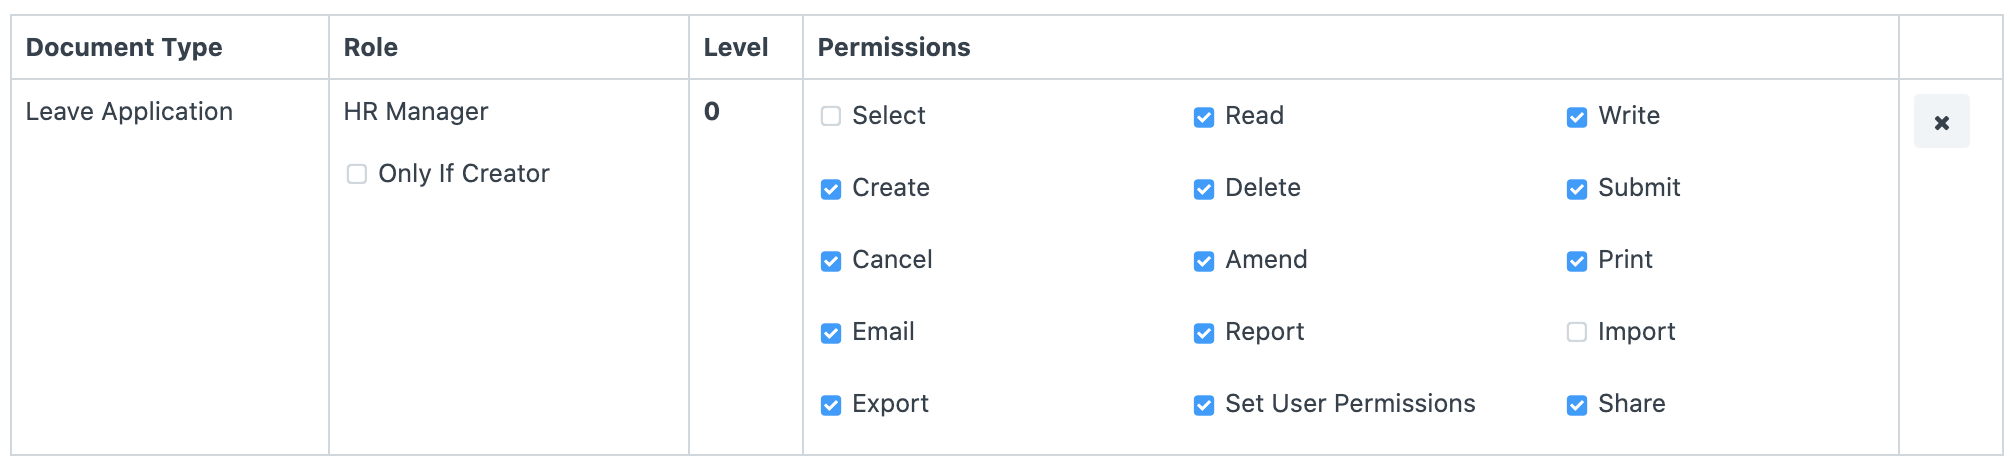 Document Type Role Level Permissions
Leave Application HR Manager 0 Select Read Write
Only If Creator
Create Delete Submit
Cancel Amend Print
Email Report Import
Export Set User Permissions Share